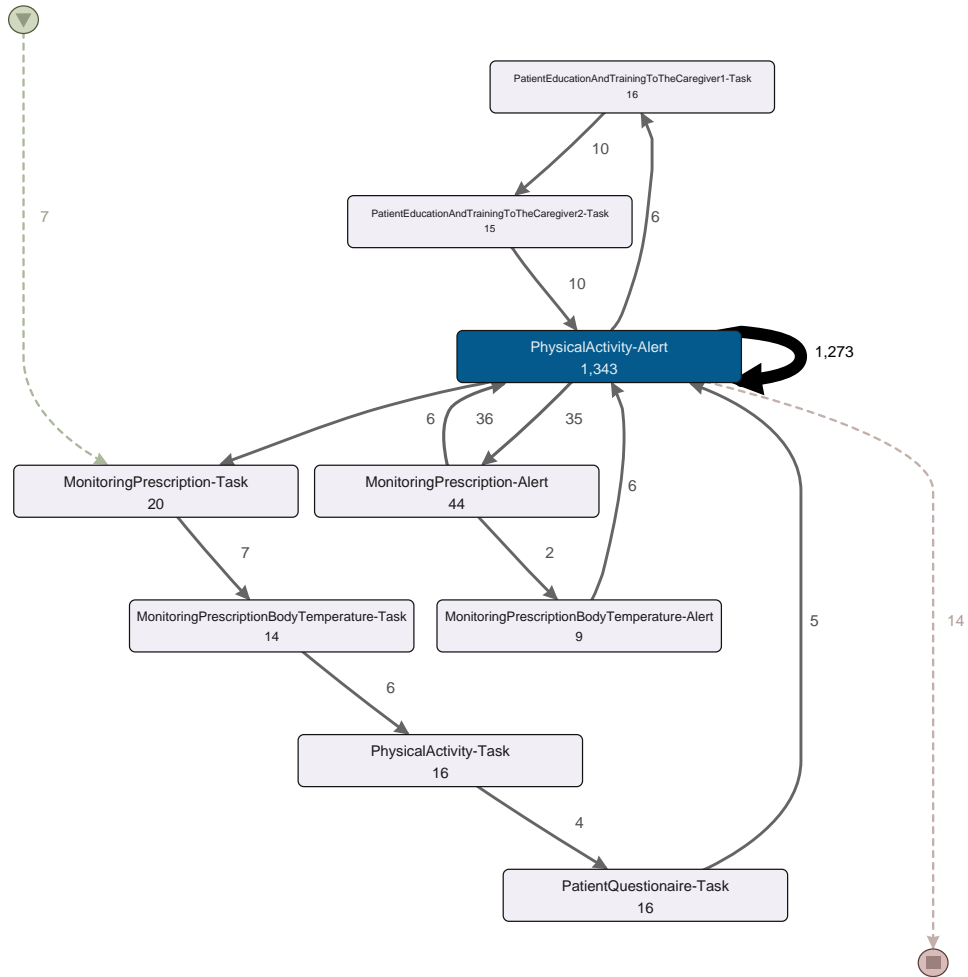 PatientEducationAndTrainingToTheCaregiver1-Task
16
10
7
PatientEducationAndTrainingToTheCaregiver2-Task
15
6
10
PhysicalActivity-Alert
1,343
1,273
6
36
35
MonitoringPrescription-Task
20
MonitoringPrescription-Alert
44
6
7
2
MonitoringPrescriptionBodyTemperature-Task
14
MonitoringPrescriptionBodyTemperature-Alert
9
5
14
6
PhysicalActivity-Task
16
4
PatientQuestionaire-Task
16